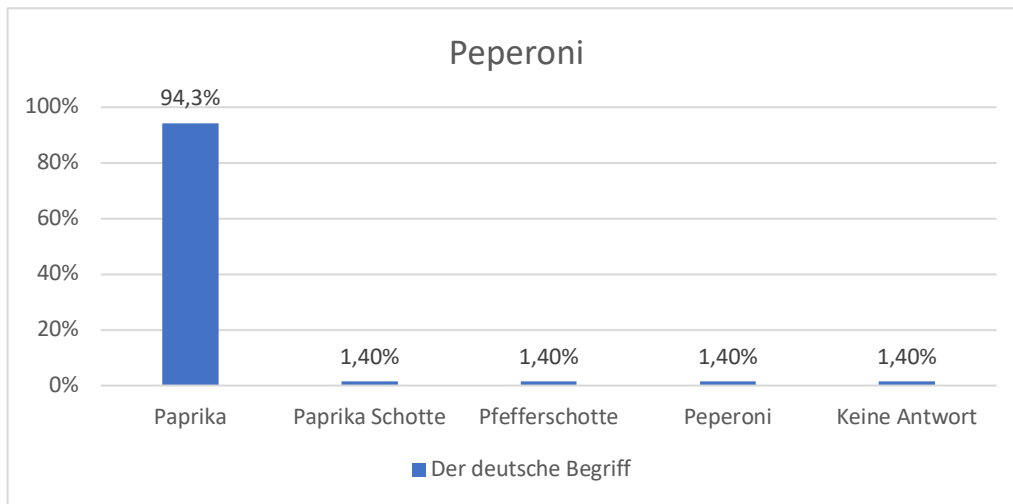 Peperoni
94,3%
100%
80%
60%
40%
20%
0%
1,40%
1,40%
1,40%
1,40%
Paprika
Paprika Schotte
Pfefferschotte
Peperoni
Keine Antwort
Der deutsche Begriff